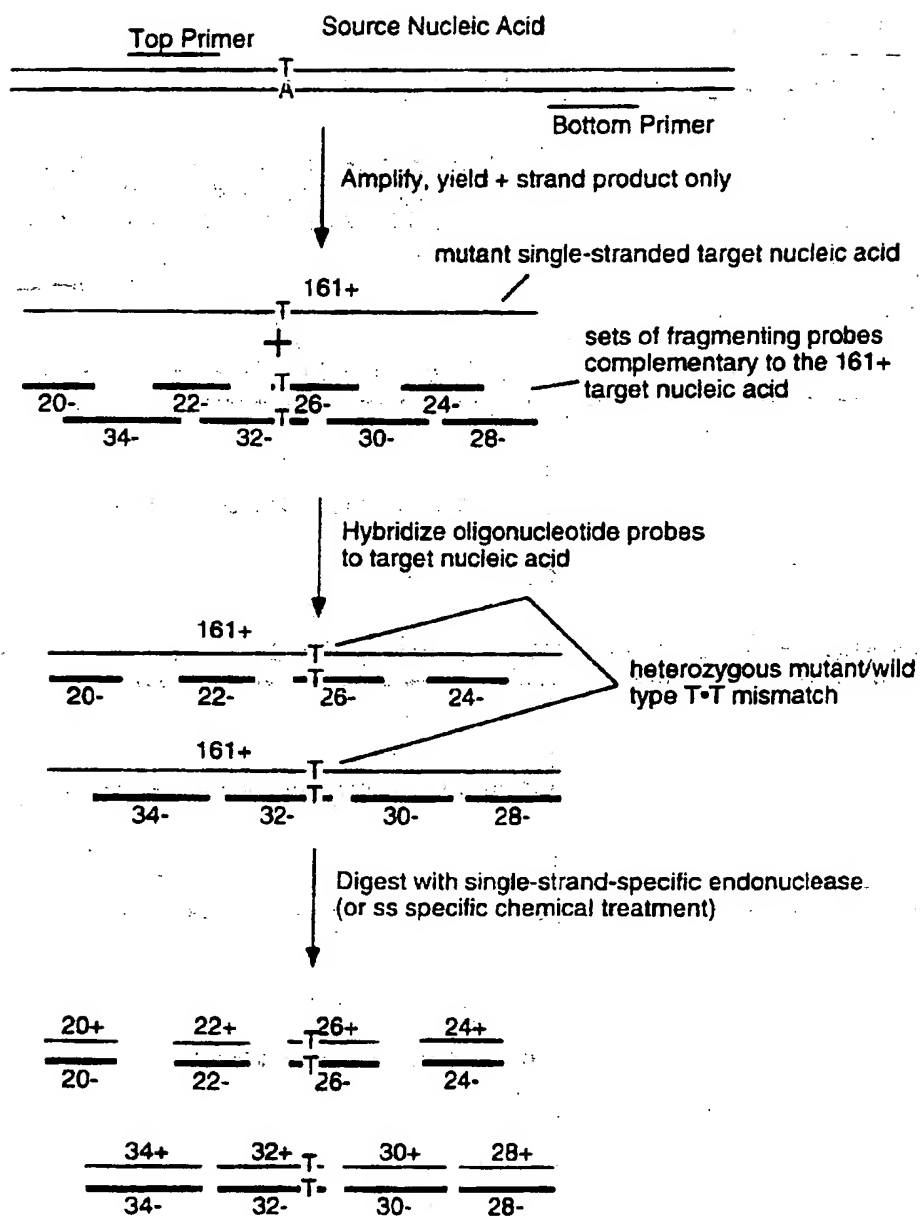 Source Nucleic Acid
Top Primer
T
A
Bottom Primer
Amplify, yield + strand product only
mutant single-stranded target nucleic acid
161+
T
+
sets of fragmenting probes
complementary to the 161+
target nucleic acid
T
20- 22- 26- 24-
T
34- 32- 30- 28-
Hybridize oligonucleotide probes
to target nucleic acid
161+
T
T
20- 22- 26- 24-
heterozygous mutant/wild
type T•T mismatch
161+
T
T
34- 32- 30- 28-
Digest with single-strand-specific endonuclease
(or ss specific chemical treatment)
20+ 22+ 26+ 24+
T
T
20- 22- 26- 24-
34+ 32+ T 30+ 28+
T
34- 32- 30- 28-